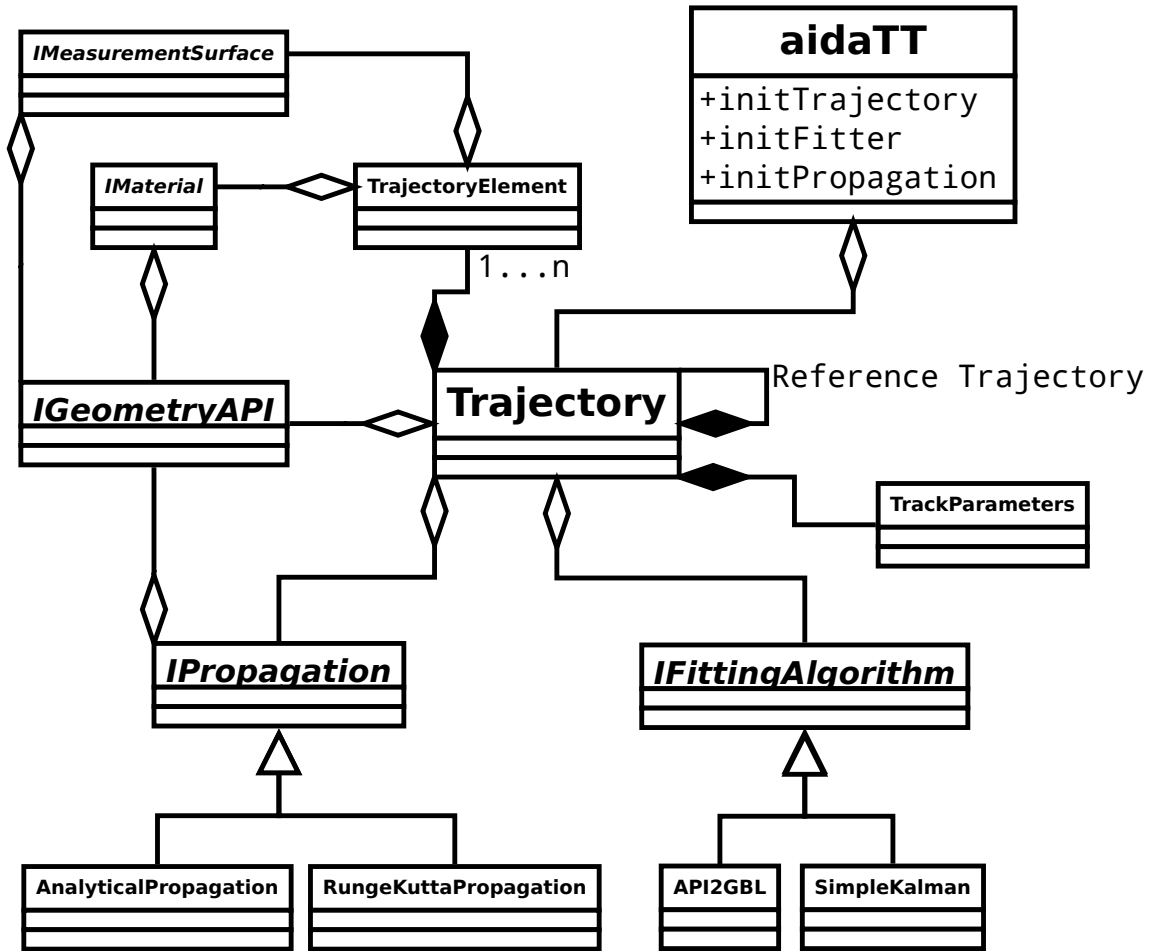 IMeasurementSurface
aidaTT
+initTrajectory
+initFitter
+initPropagation
IMaterial
TrajectoryElement
1...n
IGeometryAPI
Trajectory
Reference Trajectory
TrackParameters
IPropagation
IFittingAlgorithm
AnalyticalPropagation
RungeKuttaPropagation
API2GBL
SimpleKalman